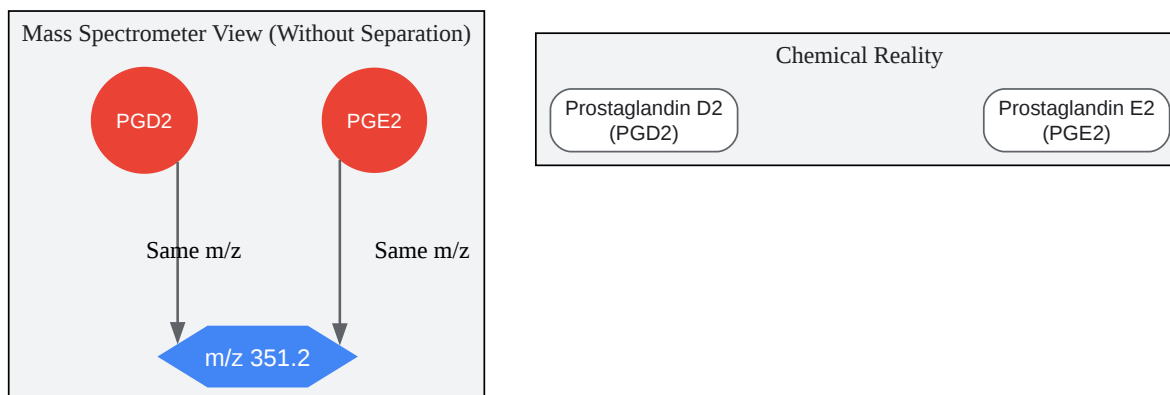 Mass Spectrometer View (Without Separation)
PGD2
PGE2
Same m/z
Same m/z
m/z 351.2
Chemical Reality
Prostaglandin D2
(PGD2)
Prostaglandin E2
(PGE2)